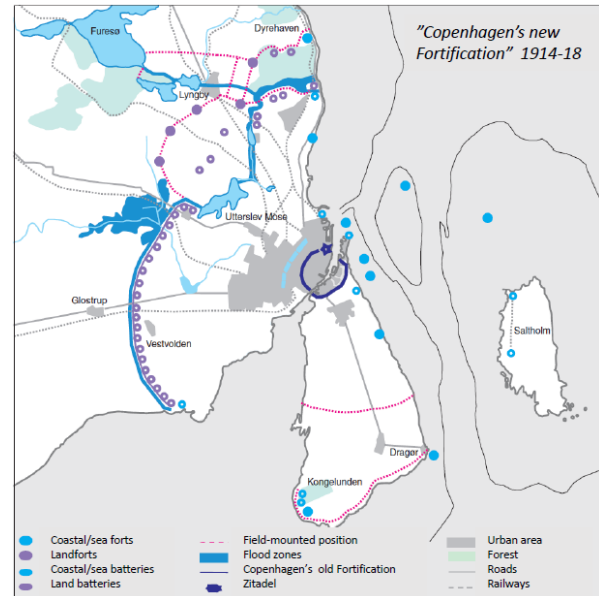 "Copenhagen's new
Fortification" 1914-18
Furesø
Dyrehaven
Lyngby
Uttarslev Mose
Glostrup
Vestvolden
Saltholm
Dragør
Kongelunden
Coastal/sea forts
Landforts
Coastal/sea batteries
Land batteries
Field-mounted position
Flood zones
Copenhagen's old Fortification
Zitadel
Urban area
Forest
Roads
Railways